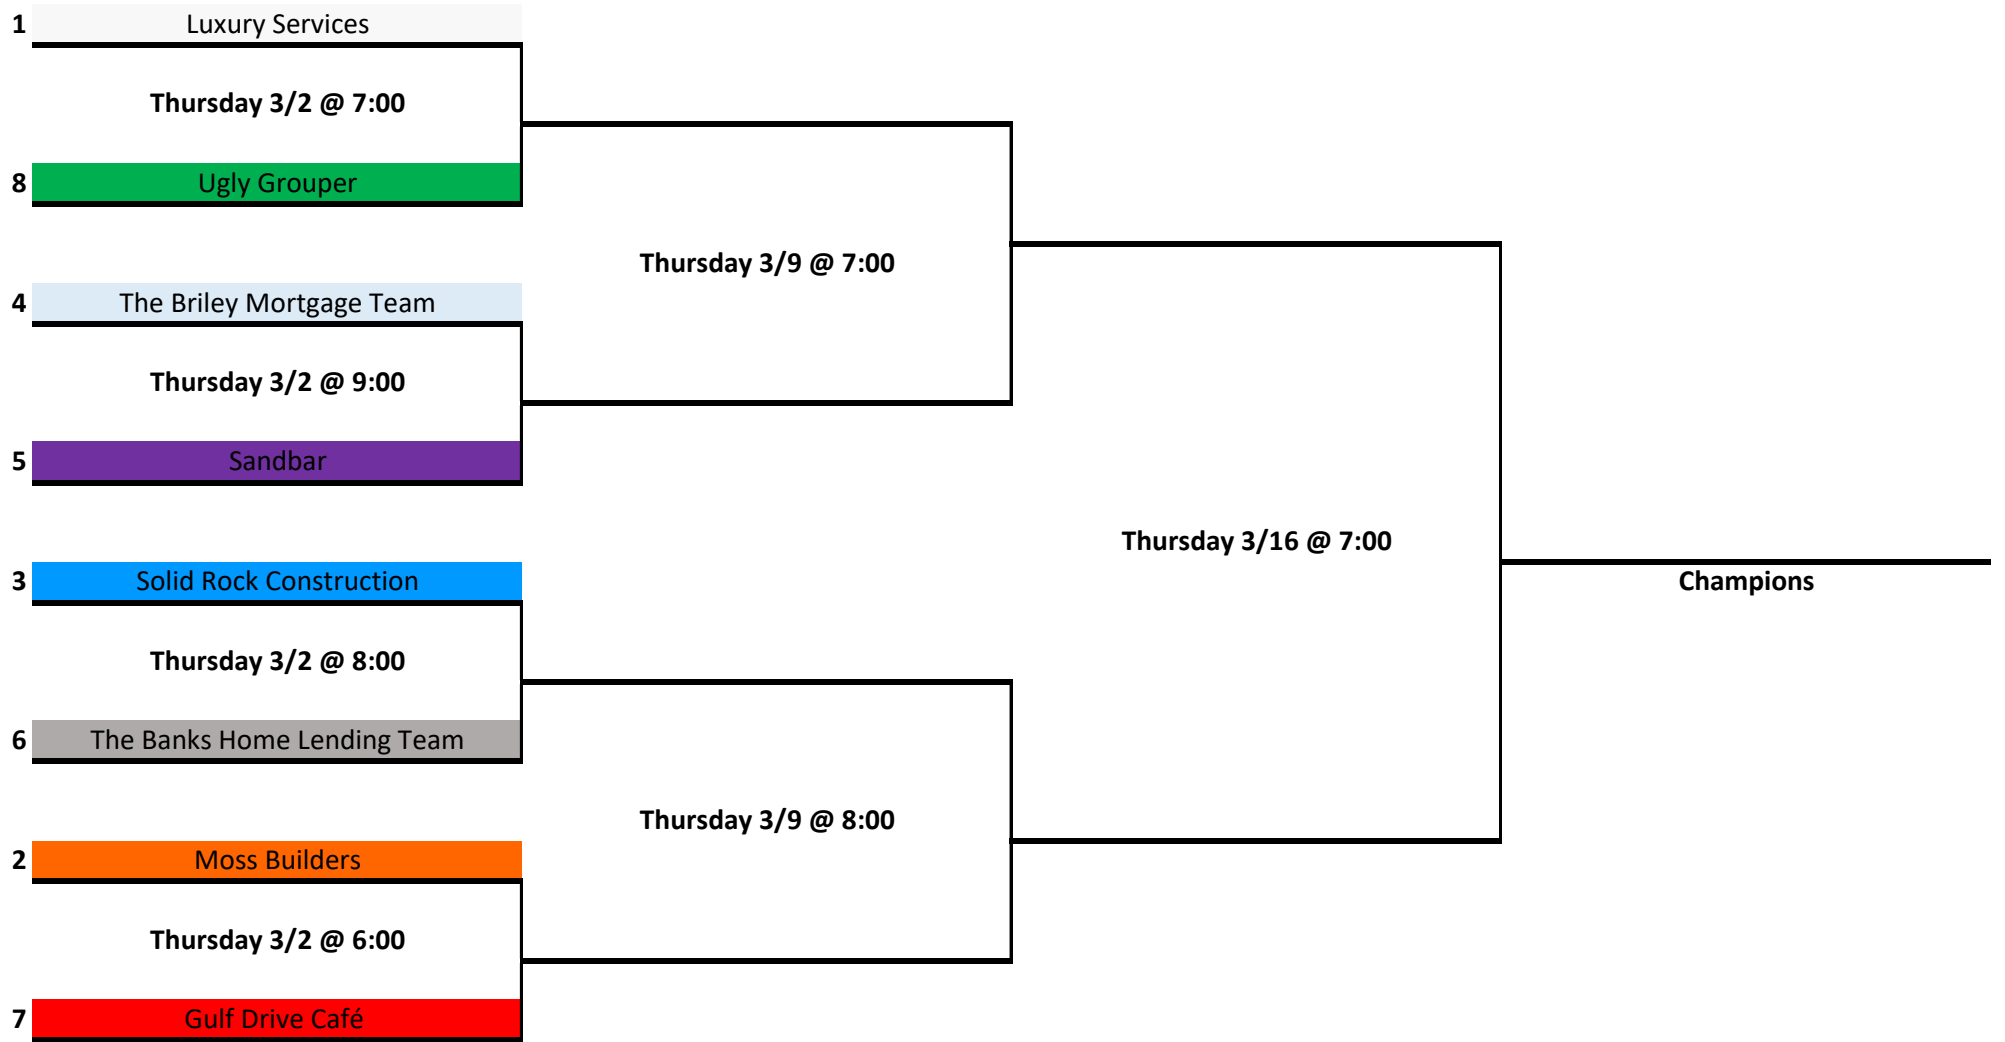 1 Luxury Services
Thursday 3/2 @ 7:00
8 Ugly Grouper
Thursday 3/9 @ 7:00
4 The Briley Mortgage Team
Thursday 3/2 @ 9:00
5 Sandbar
Thursday 3/16 @ 7:00
Champions
3 Solid Rock Construction
Thursday 3/2 @ 8:00
6 The Banks Home Lending Team
Thursday 3/9 @ 8:00
2 Moss Builders
Thursday 3/2 @ 6:00
7 Gulf Drive Café